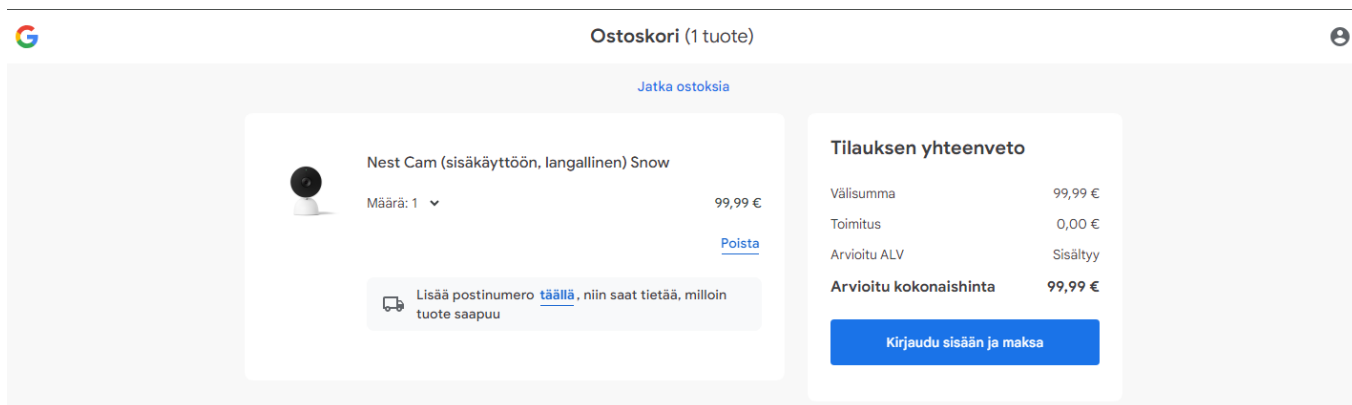 Ostoskori (1 tuote)
Jatka ostoksia
Nest Cam (sisäkäyttöön, langallinen) Snow
Määrä: 1
99,99 €
Poista
Lisää postinumero täällä, niin saat tietää, milloin
tuote saapuu
Tilauksen yhteenveto
Välisumma 99,99 €
Toimitus 0,00 €
Arvioitu ALV Sisältyy
Arvioitu kokonaishinta 99,99 €
Kirjaudu sisään ja maksa